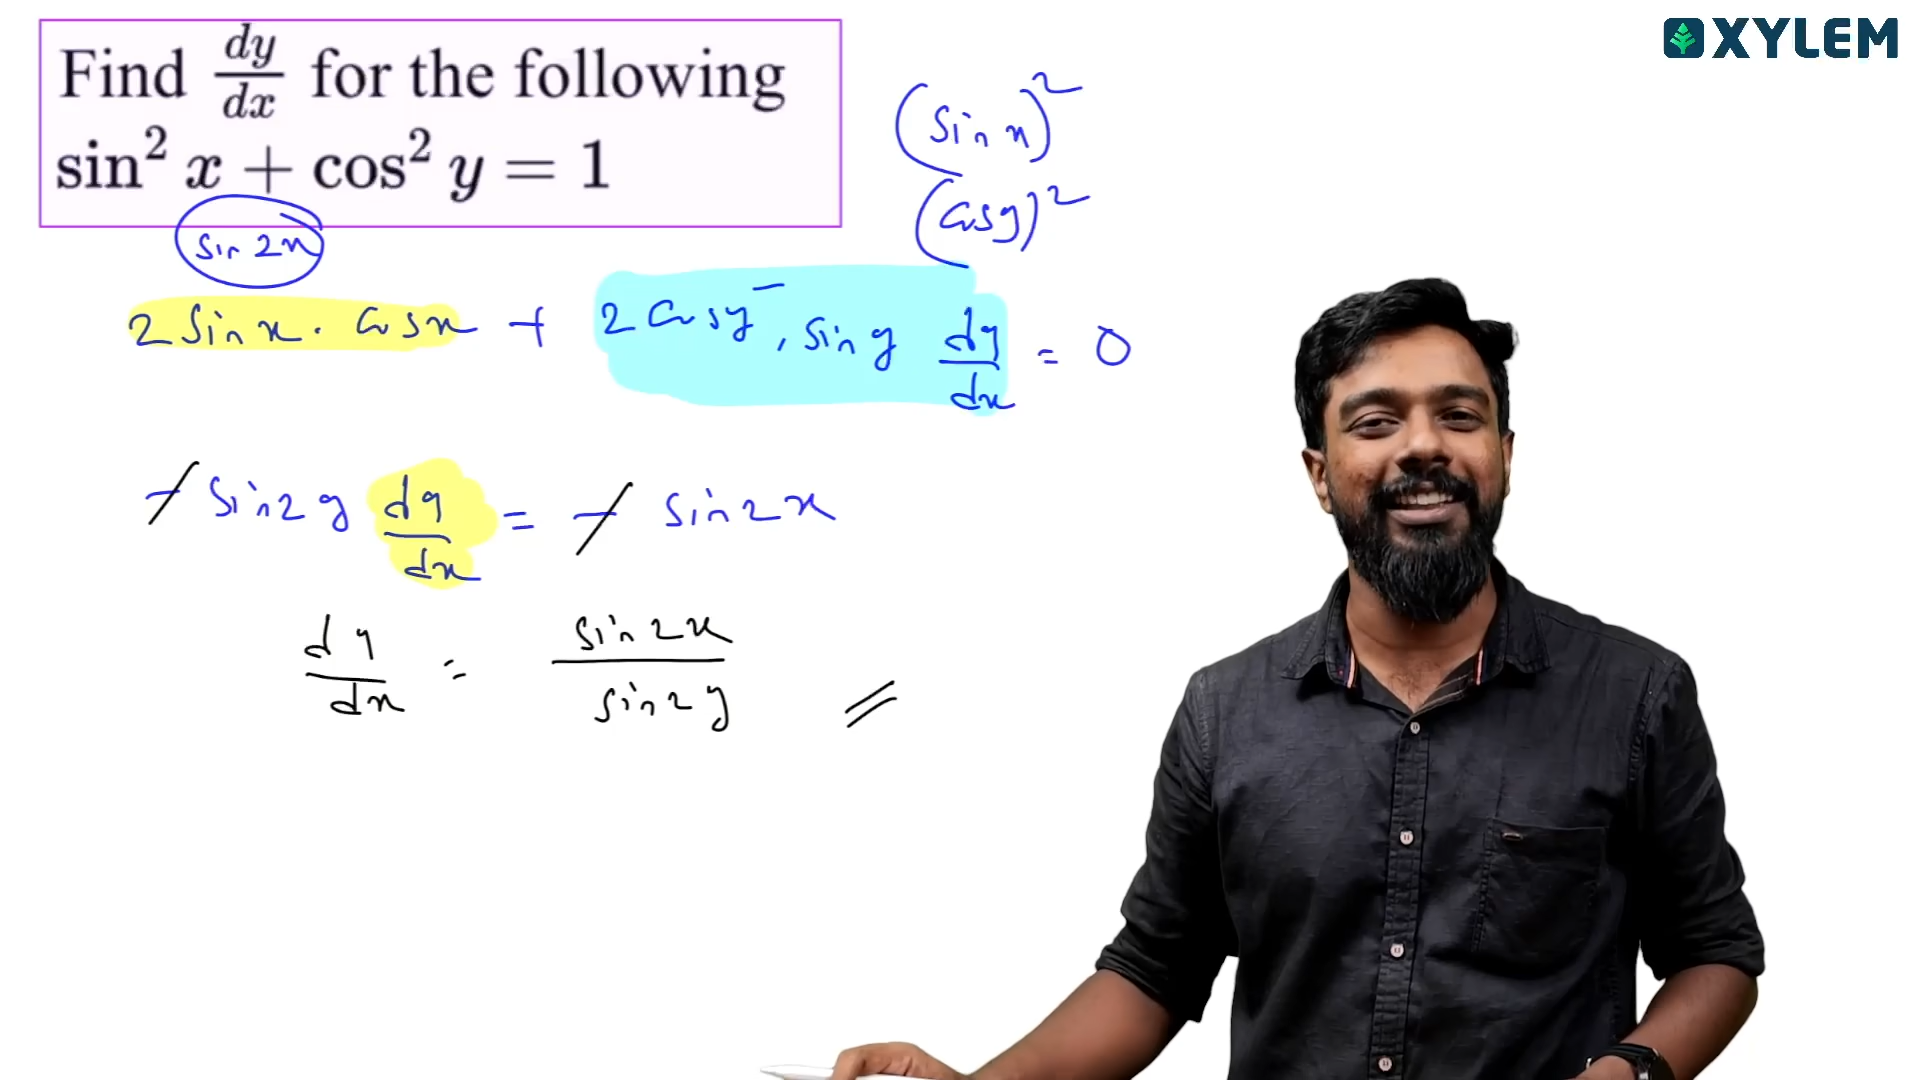 XYLEM
Find dy/dx for the following
sin² x + cos² y = 1
(sin x)²
(cos y)²
sin 2x
2 sin x · cos x + 2 cos y · − sin y dy/dx = 0
− sin 2y dy/dx = − sin 2x
dy/dx = sin 2x / sin 2y